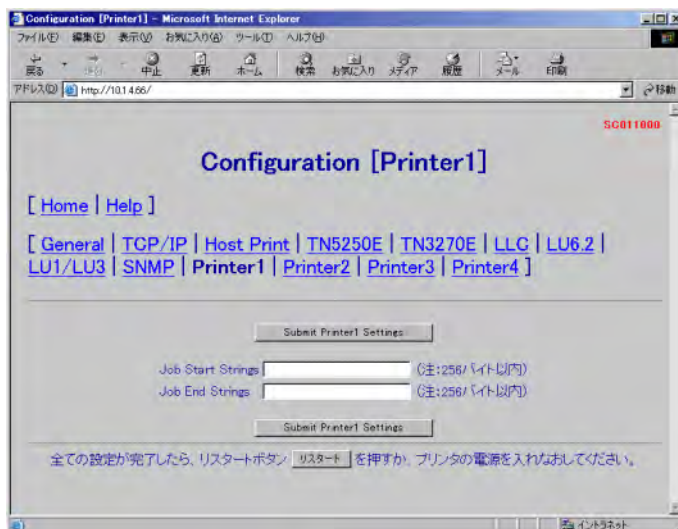 Configuration [Printer1] - Microsoft Internet Explorer
ファイル(F) 編集(E) 表示(V) お気に入り(A) ツール(T) ヘルプ(H)
戻る 中止 更新 ホーム 検索 お気に入り メディア 履歴 メール 印刷
アドレス(D) http://10.1.4.66/ 移動
SC011000
Configuration [Printer1]
[ Home | Help ]
[ General | TCP/IP | Host Print | TN5250E | TN3270E | LLC | LU6.2 |
LU1/LU3 | SNMP | Printer1 | Printer2 | Printer3 | Printer4 ]
Submit Printer1 Settings
Job Start Strings (注:256バイト以内)
Job End Strings (注:256バイト以内)
Submit Printer1 Settings
全ての設定が完了したら、リスタートボタン リスタート を押すか、プリンタの電源を入れなおしてください。
イントラネット